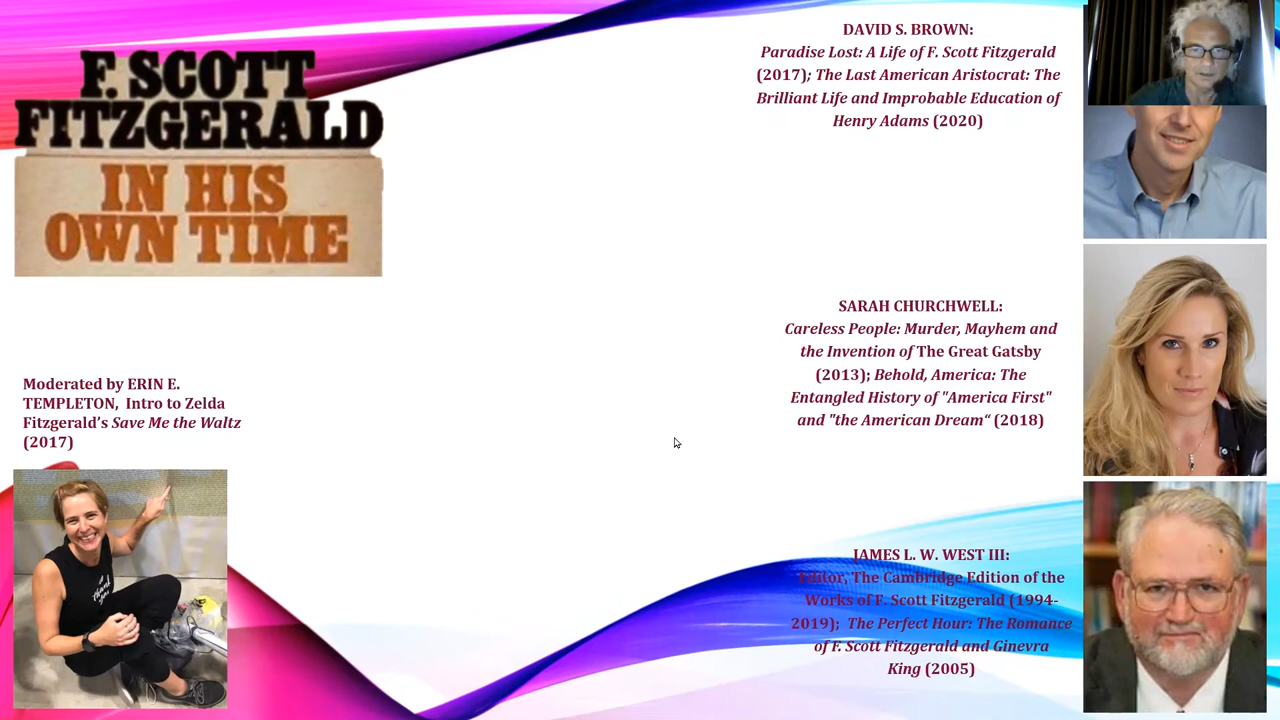 F. SCOTT
FITZGERALD
IN HIS
OWN TIME
DAVID S. BROWN:
Paradise Lost: A Life of F. Scott Fitzgerald
(2017); The Last American Aristocrat: The
Brilliant Life and Improbable Education of
Henry Adams (2020)
SARAH CHURCHWELL:
Careless People: Murder, Mayhem and
the Invention of The Great Gatsby
(2013); Behold, America: The
Entangled History of "America First"
and "the American Dream“ (2018)
Moderated by ERIN E.
TEMPLETON, Intro to Zelda
Fitzgerald’s Save Me the Waltz
(2017)
JAMES L. W. WEST III:
Editor, The Cambridge Edition of the
Works of F. Scott Fitzgerald (1994-
2019); The Perfect Hour: The Romance
of F. Scott Fitzgerald and Ginevra
King (2005)